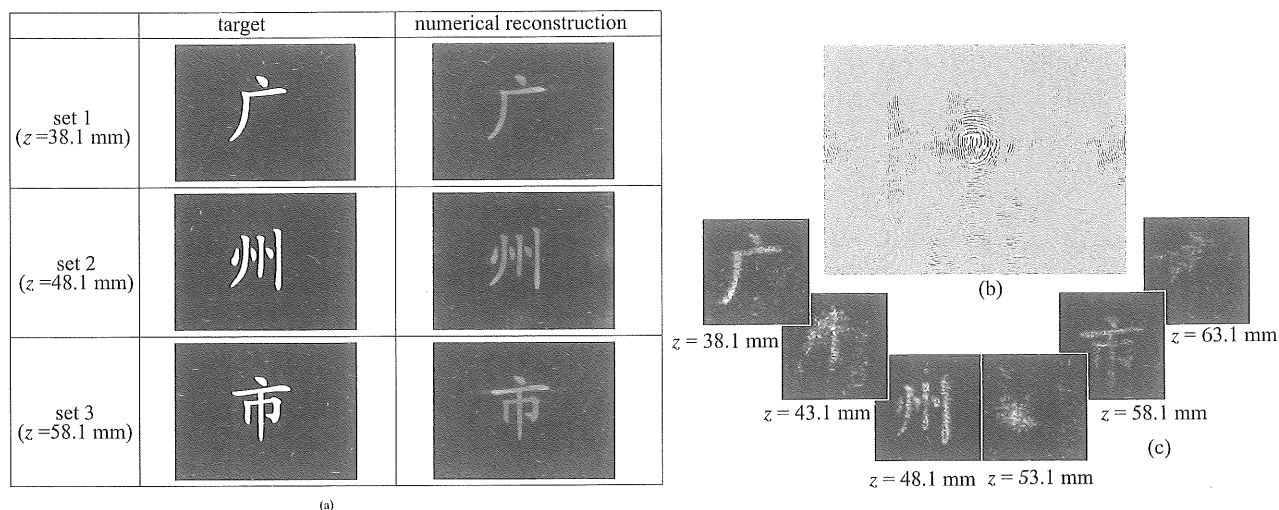 target numerical reconstruction
set 1
(z =38.1 mm)
广 广
set 2
(z =48.1 mm)
州 州
set 3
(z =58.1 mm)
市 市
(a)
(b)
广
z = 38.1 mm
z = 43.1 mm
州
z = 48.1 mm z = 53.1 mm
市
z = 58.1 mm
z = 63.1 mm
(c)